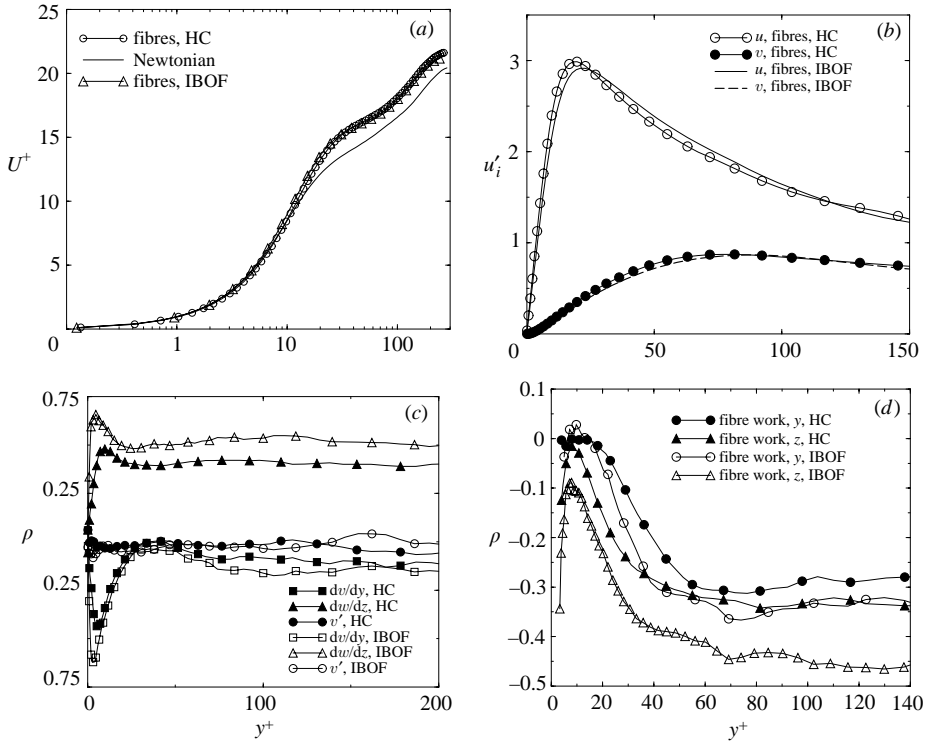 (a)
25
20
15
10
5
0
U+
fibres, HC
Newtonian
fibres, IBOF
1
10
100
(b)
3
2
1
0
u′i
u, fibres, HC
v, fibres, HC
u, fibres, IBOF
v, fibres, IBOF
50
100
150
(c)
0.75
0.25
ρ
0.25
0.75
dv/dy, HC
dw/dz, HC
v′, HC
dv/dy, IBOF
dw/dz, IBOF
v′, IBOF
0
100
200
y+
(d)
0.1
0
−0.1
−0.2
ρ
−0.3
−0.4
−0.5
fibre work, y, HC
fibre work, z, HC
fibre work, y, IBOF
fibre work, z, IBOF
0
20
40
60
80
100
120
140
y+